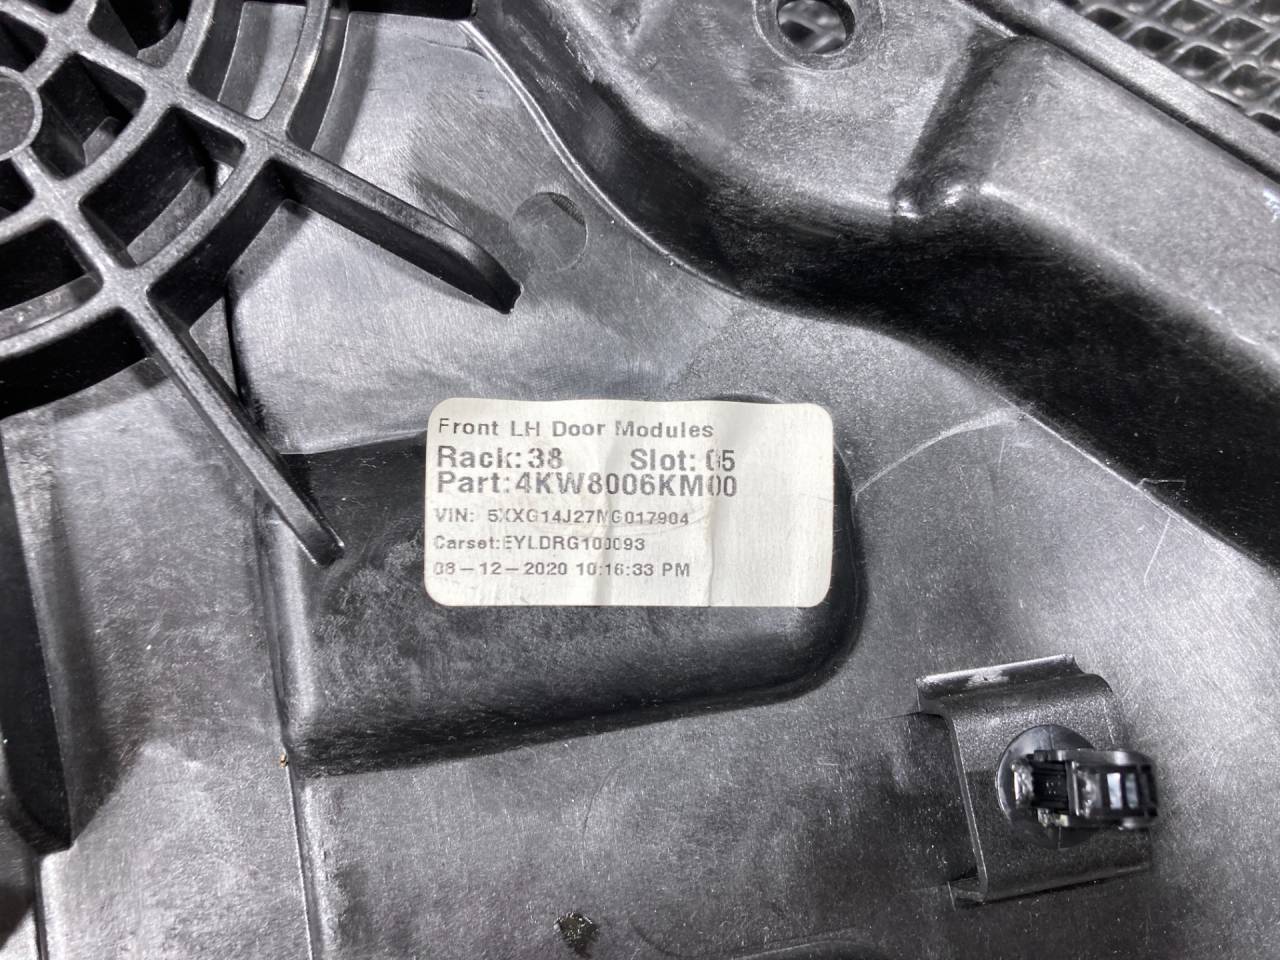 Front LH Door Modules
Rack: 38 Slot: 05
Part: 4KW8006KM00
VIN: 5XXG14J27MG017904
Carset:EYLDRG100093
08-12-2020 10:16:33 PM